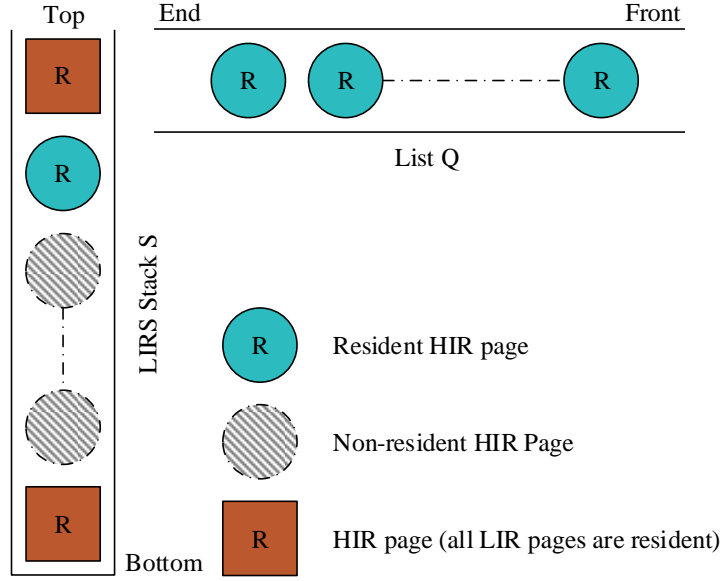 Top
End
Front
R
R
R
R
R
List Q
LIRS Stack S
R
Resident HIR page
Non-resident HIR Page
R
R
HIR page (all LIR pages are resident)
Bottom